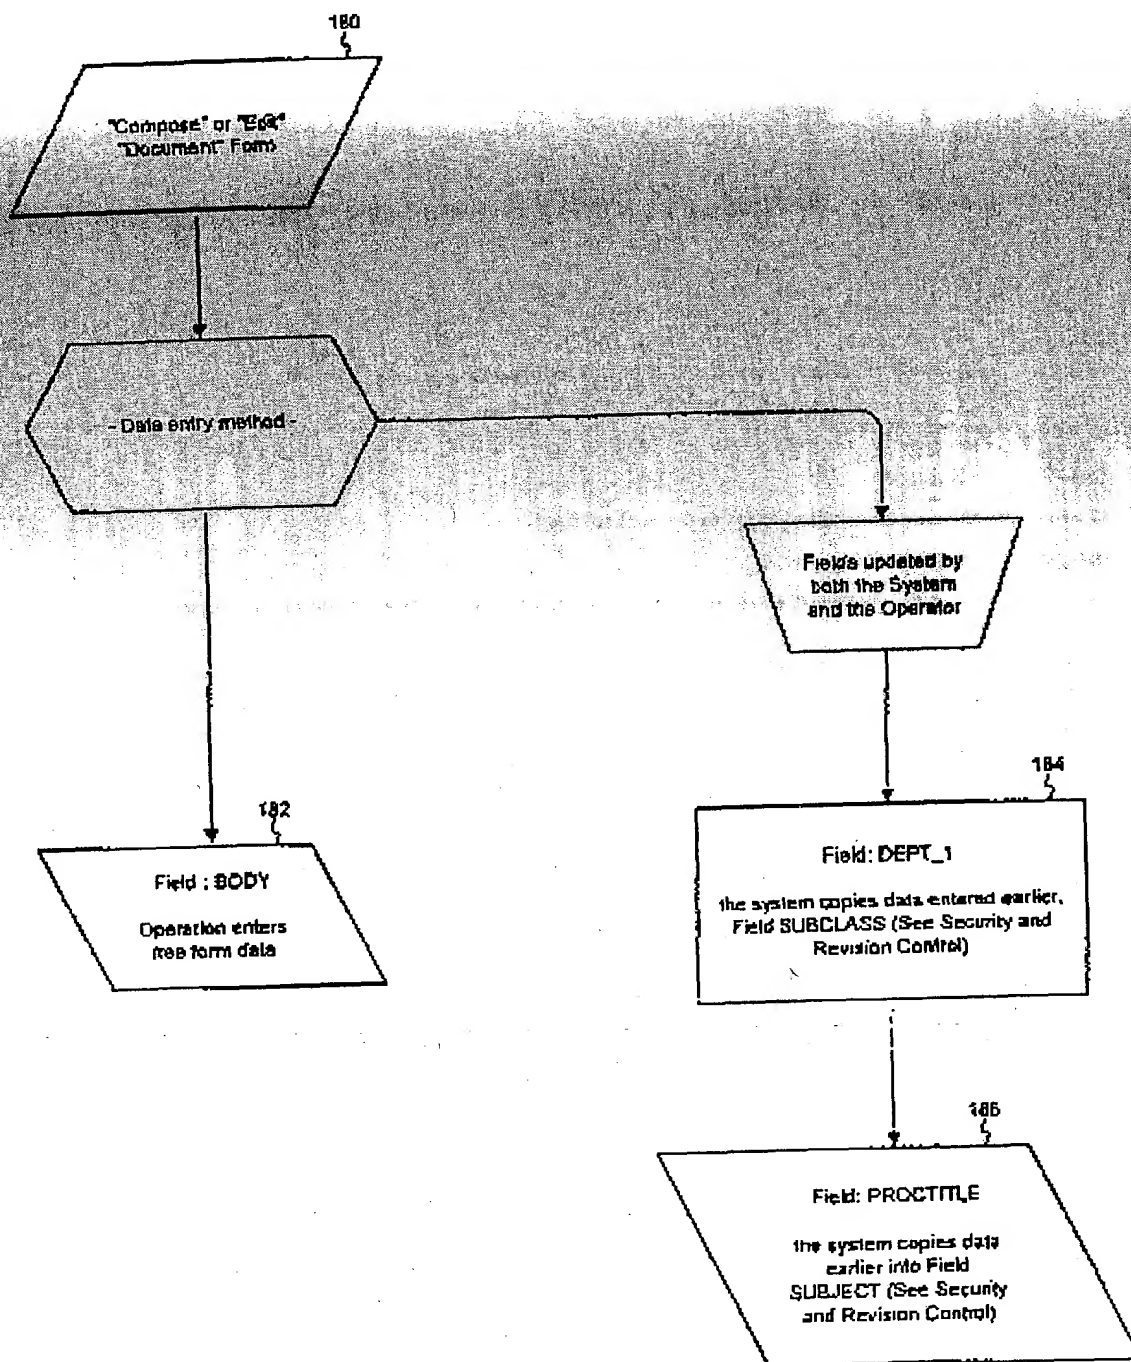 180
"Compose" or "Edit"
"Document" Form
- Data entry method -
Fields updated by
both the System
and the Operator
182
Field : BODY
Operation enters
free form data
184
Field: DEPT_1
the system copies data entered earlier,
Field SUBCLASS (See Security and
Revision Control)
186
Field: PROCTITLE
the system copies data
earlier into Field
SUBJECT (See Security
and Revision Control)